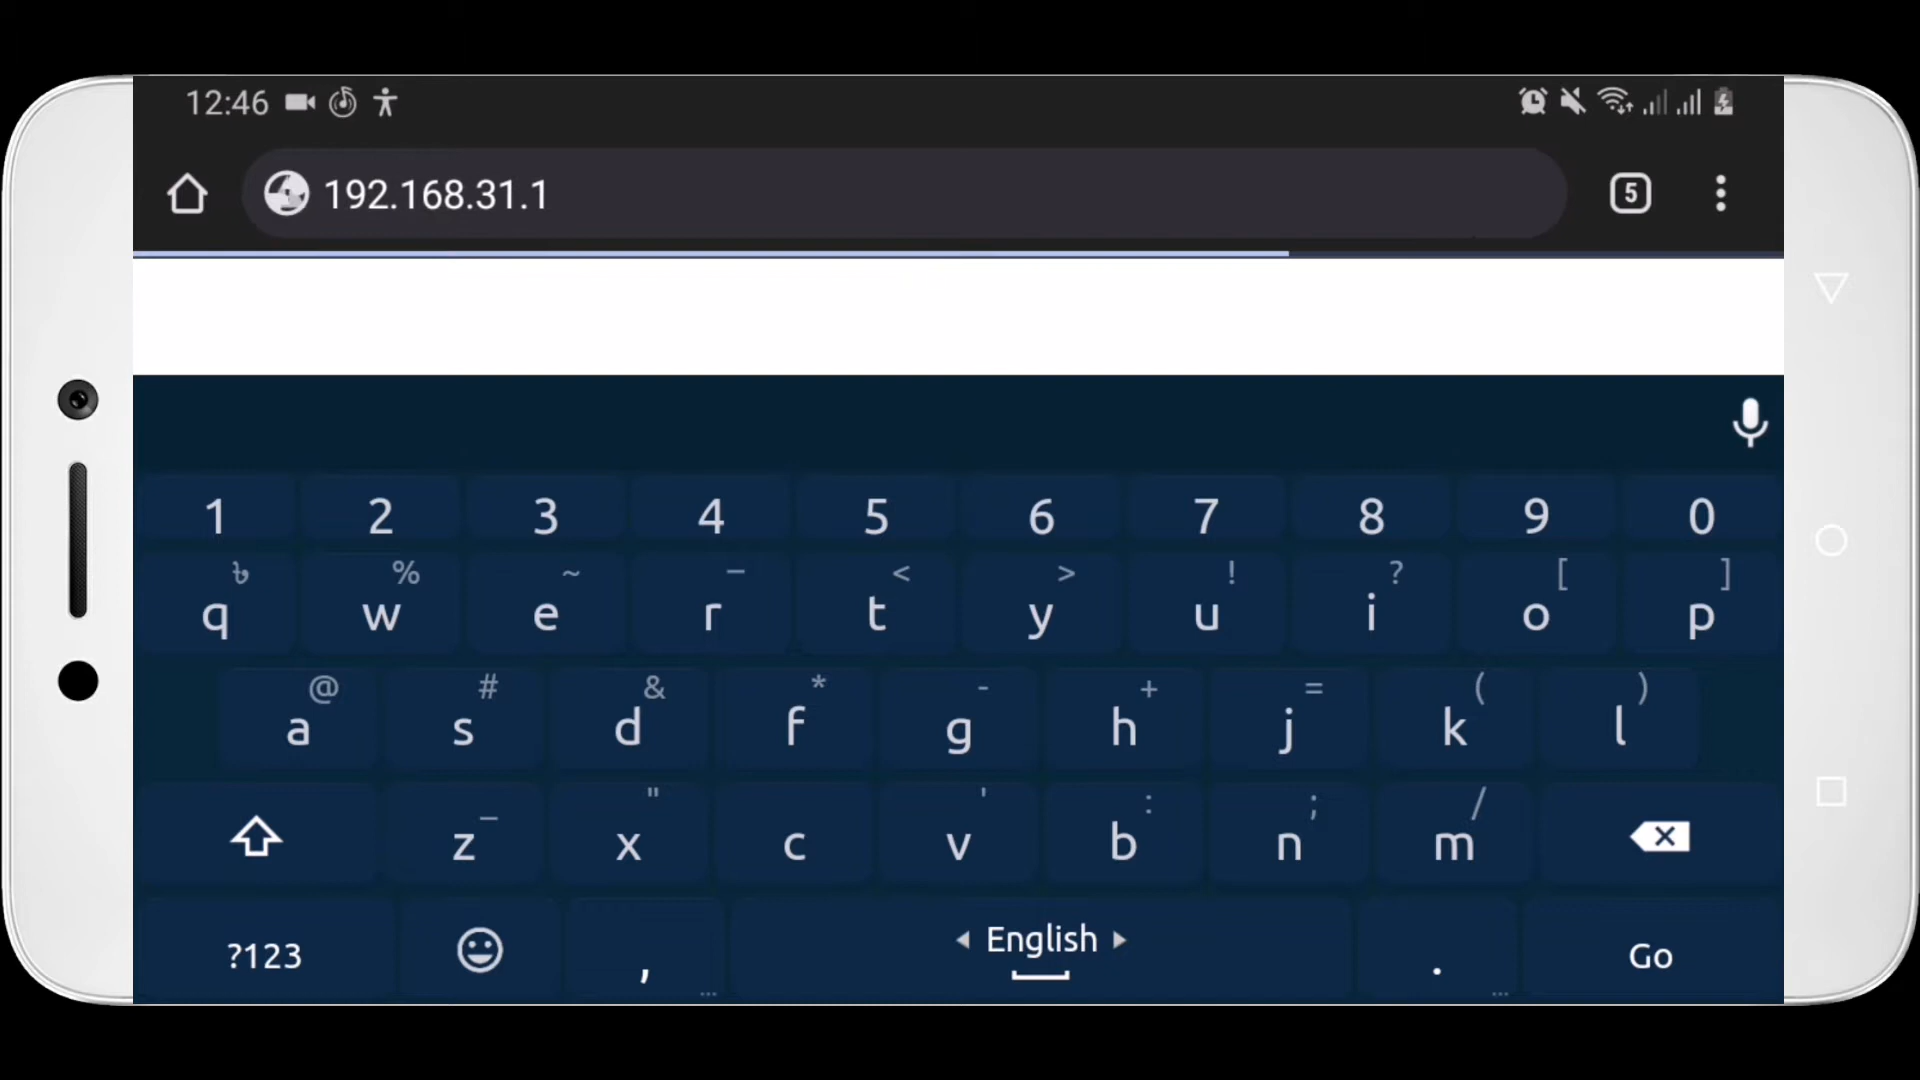 12:46
192.168.31.1
5
1 2 3 4 5 6 7 8 9 0
৳ % ~ – < > ! ? [ ]
q w e r t y u i o p
@ # & * - + = ( )
a s d f g h j k l
_ " ' : ; /
z x c v b n m
?123 , English . Go
... ...